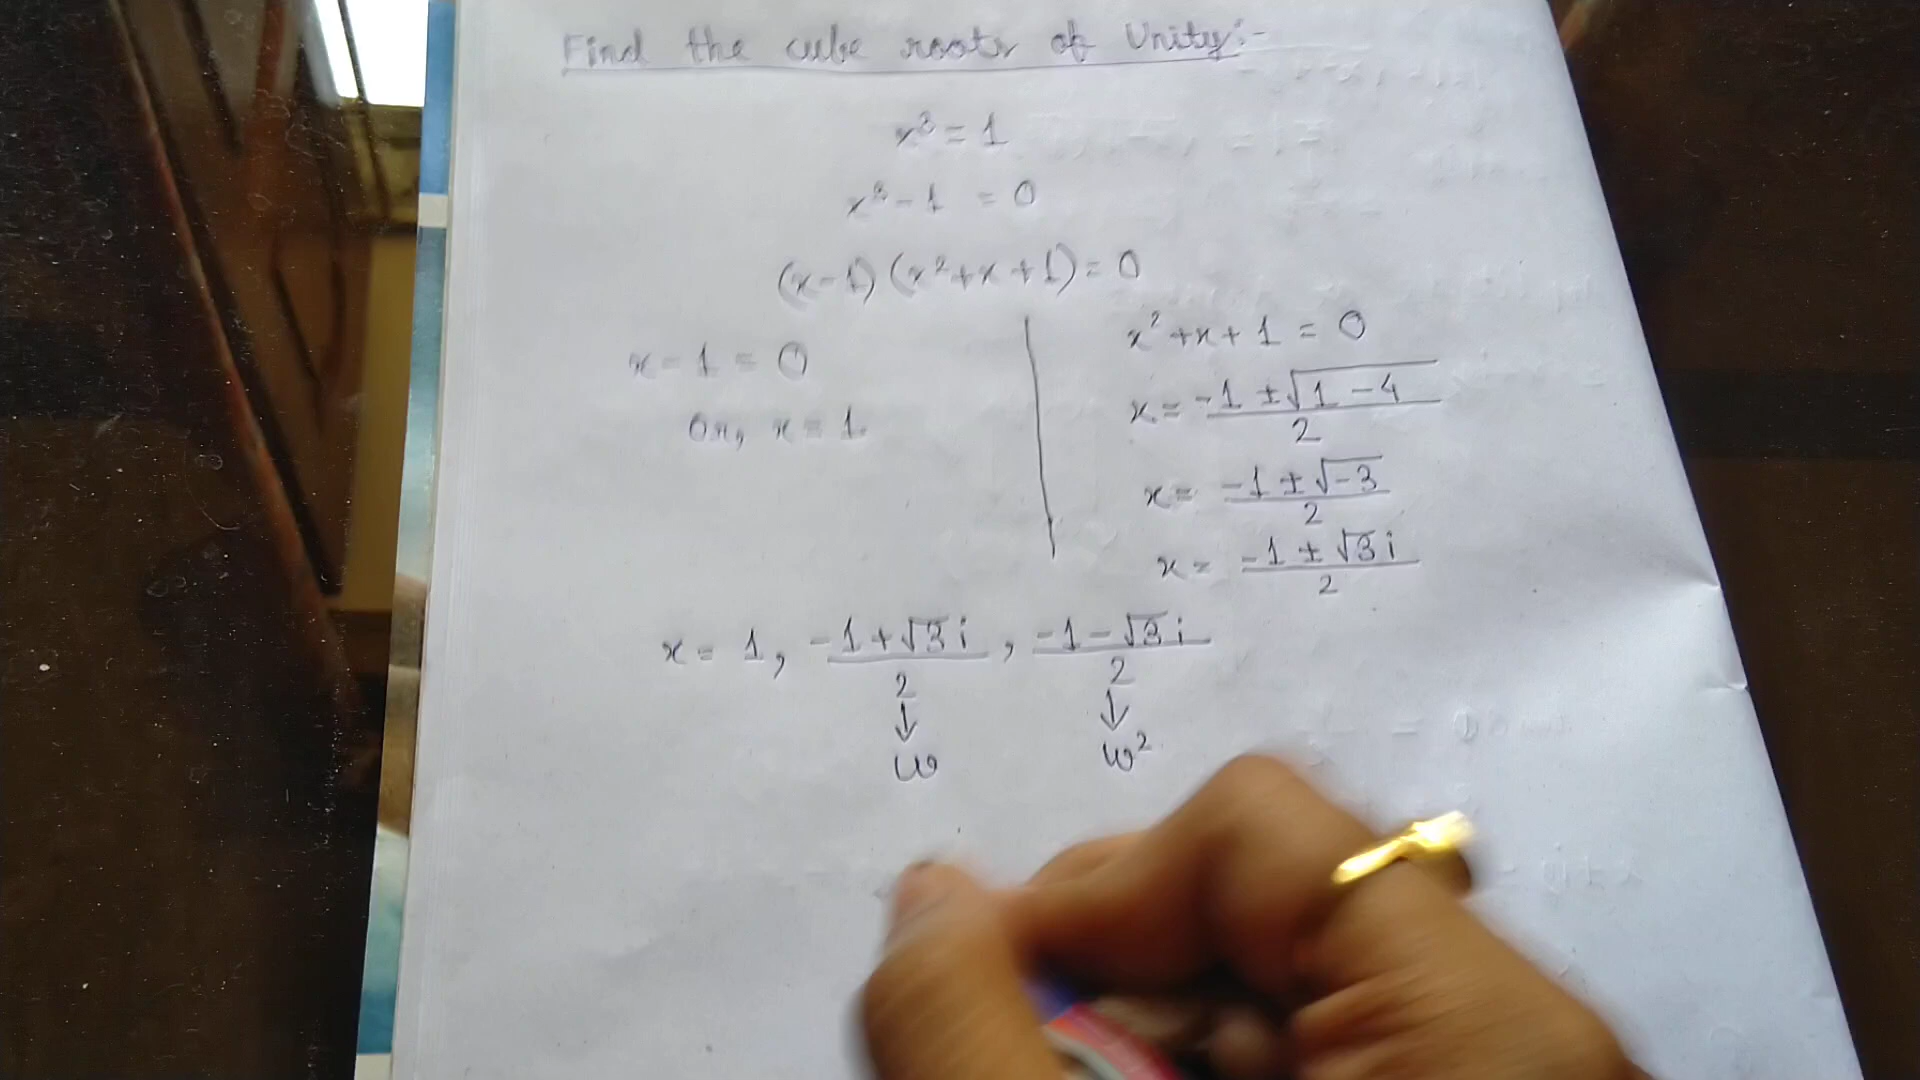 Find the cube roots of Unity:-
x³ = 1
x³ - 1 = 0
(x-1) (x²+x+1) = 0
x - 1 = 0
or, x = 1.
x² + x + 1 = 0
x = (-1 ± √(1 - 4))/2
x = (-1 ± √-3)/2
x = (-1 ± √3 i)/2
x = 1, (-1+√3 i)/2, (-1-√3 i)/2
↓ ↓
ω ω²